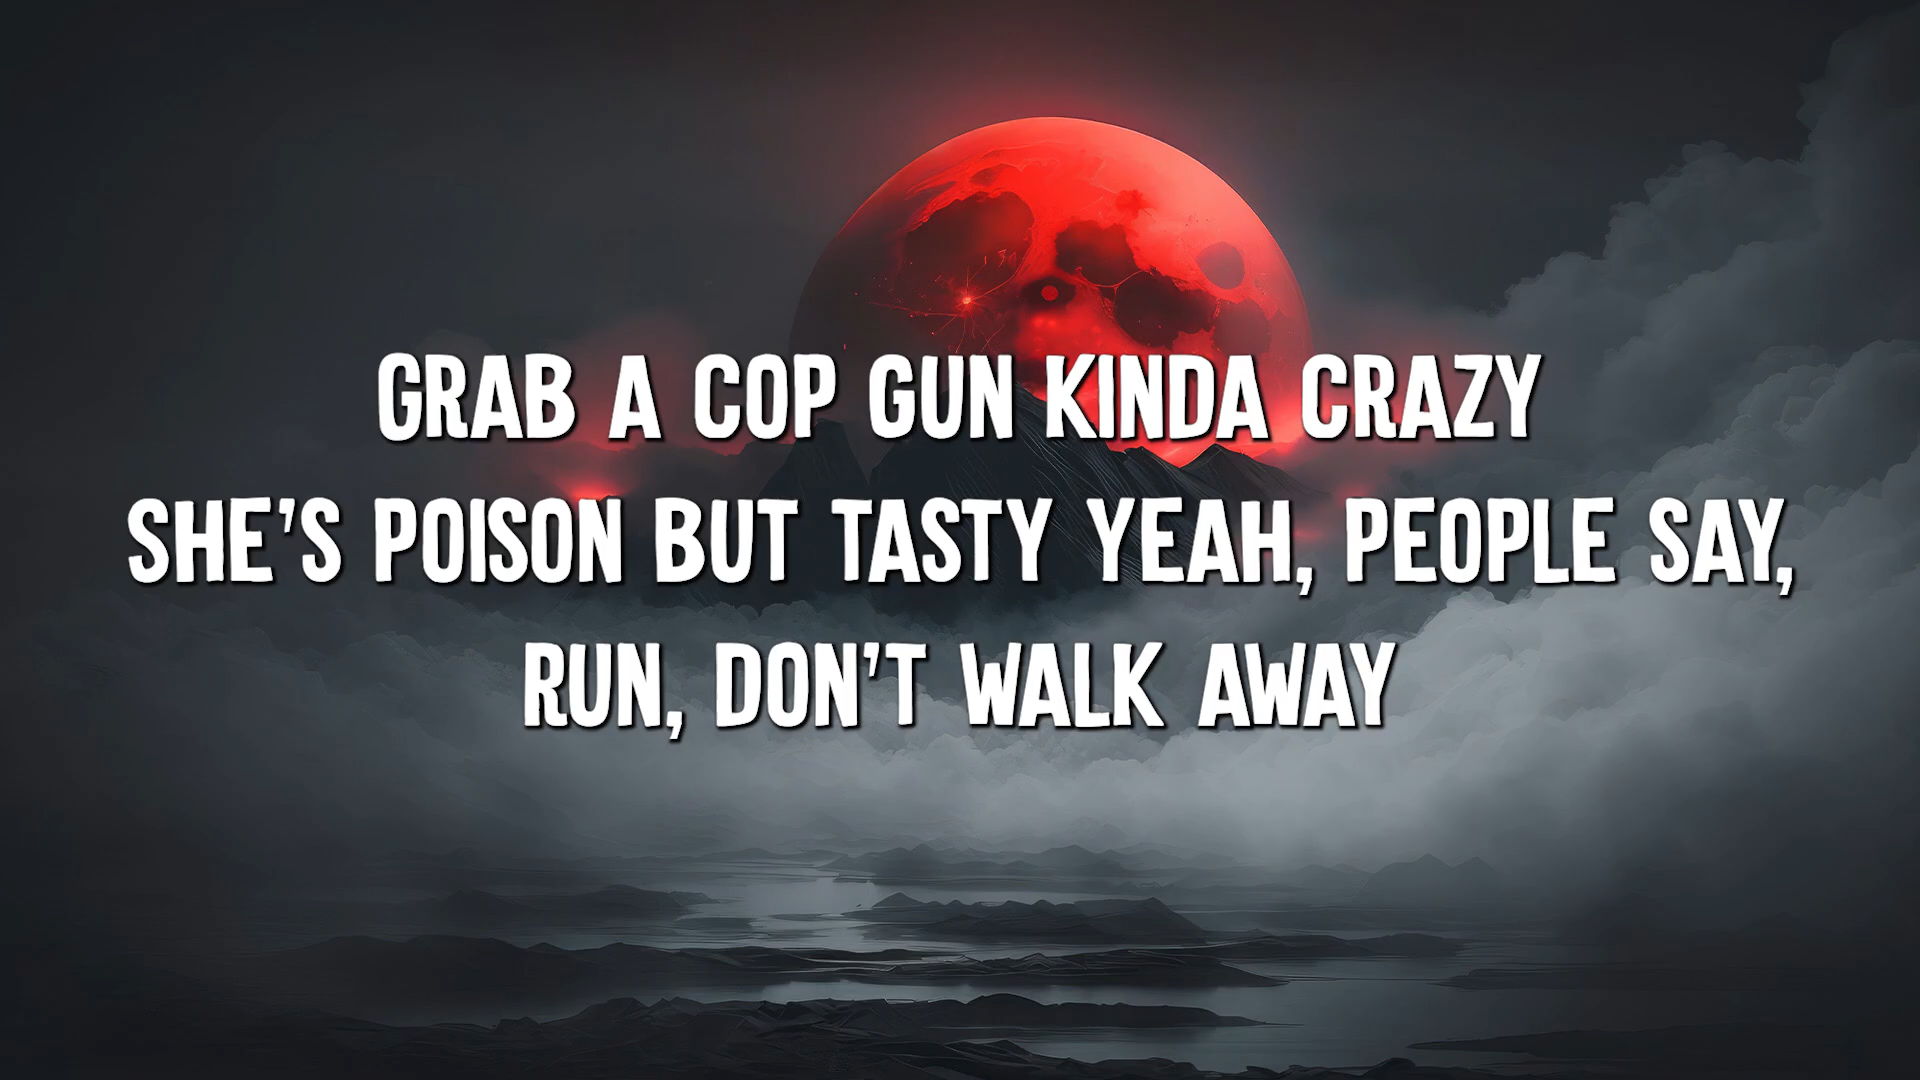 GRAB A COP GUN KINDA CRAZY
SHE'S POISON BUT TASTY YEAH, PEOPLE SAY,
RUN, DON'T WALK AWAY